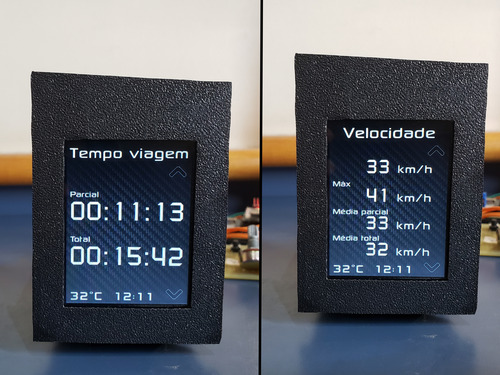 Tempo viagem
Parcial
00:11:13
Total
00:15:42
32°C 12:11
Velocidade
33 km/h
Máx
41 km/h
Média parcial
33 km/h
Média total
32 km/h
32°C 12:11